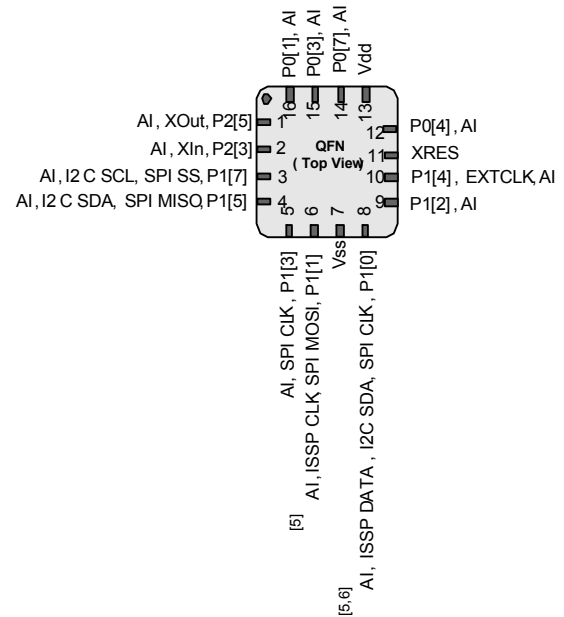 P0[1], AI
P0[3], AI
P0[7], AI
Vdd
16
15
14
13
AI, XOut, P2[5]
1
AI, XIn, P2[3]
2
AI, I2 C SCL, SPI SS, P1[7]
3
AI, I2 C SDA, SPI MISO, P1[5]
4
QFN
( Top View)
12
P0[4], AI
11
XRES
10
P1[4], EXTCLK, AI
9
P1[2], AI
5
6
7
8
AI, SPI CLK, P1[3]
AI, ISSP CLK, SPI MOSI, P1[1]
[5]
Vss
AI, ISSP DATA, I2C SDA, SPI CLK, P1[0]
[5,6]